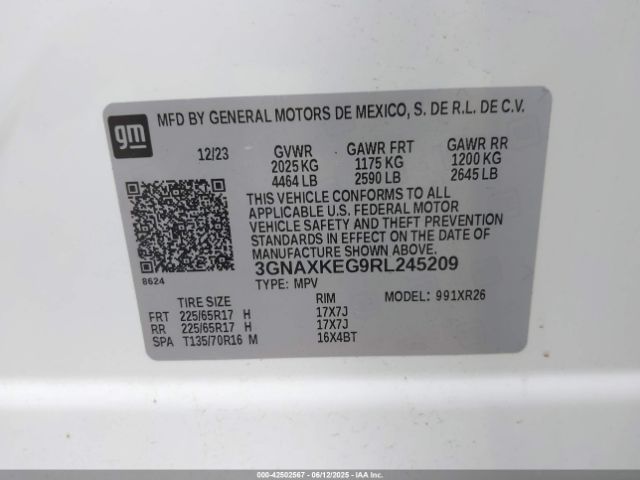 gm
MFD BY GENERAL MOTORS DE MEXICO, S. DE R.L. DE C.V.
12/23 GVWR GAWR FRT GAWR RR
2025 KG 1175 KG 1200 KG
4464 LB 2590 LB 2645 LB
THIS VEHICLE CONFORMS TO ALL
APPLICABLE U.S. FEDERAL MOTOR
VEHICLE SAFETY AND THEFT PREVENTION
STANDARDS IN EFFECT ON THE DATE OF
MANUFACTURE SHOWN ABOVE.
3GNAXKEG9RL245209
8624
TYPE: MPV MODEL: 991XR26
TIRE SIZE RIM
FRT 225/65R17 H 17X7J
RR 225/65R17 H 17X7J
SPA T135/70R16 M 16X4BT
000-42502567 - 06/12/2025 - IAAI.COM